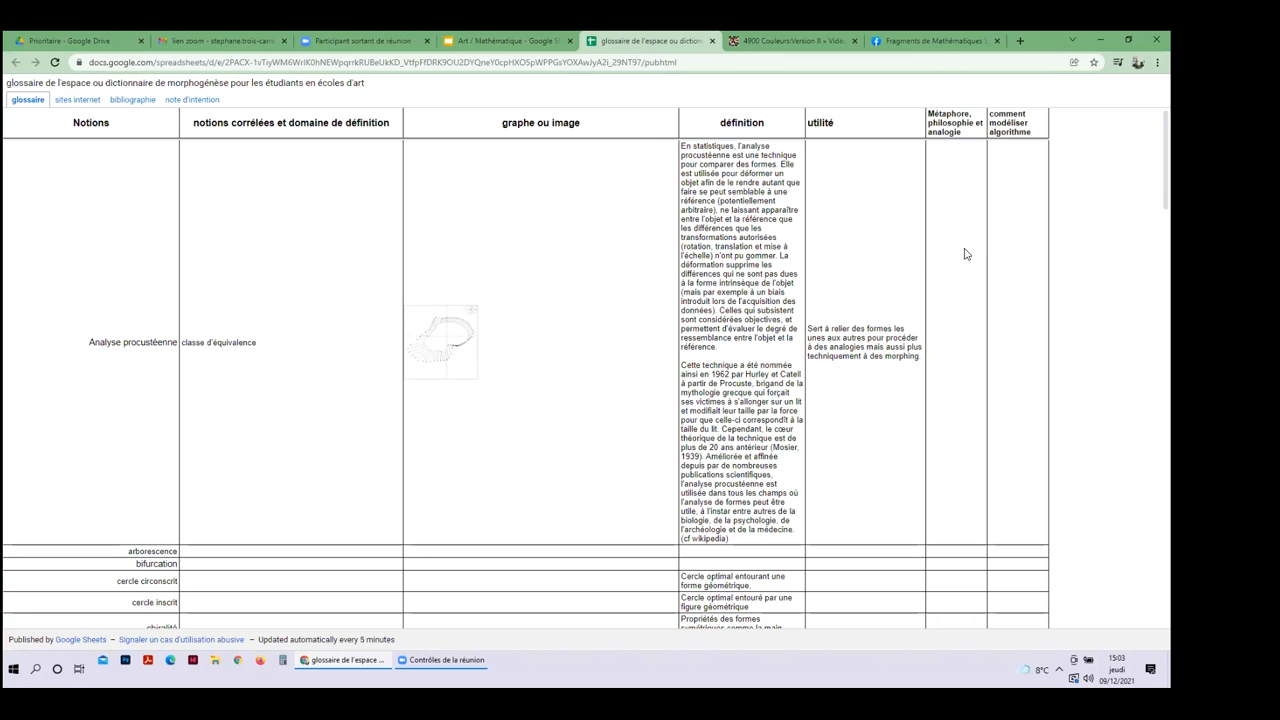 Prioritaire - Google Drive
lien zoom - stephane.trois-carr
Participant sortant de réunion
Art / Mathématique - Google S
glossaire de l'espace ou dictionn
4900 Couleurs:Version II » Vidéo
Fragments de Mathématiques
docs.google.com/spreadsheets/d/e/2PACX-
/pubhtml
glossaire de l'espace ou dictionnaire de morphogènèse pour les étudiants en écoles d'art
glossaire sites internet bibliographie note d'intention
Notions
notions corrélées et domaine de définition
graphe ou image
définition
utilité
Métaphore,
philosophie et
analogie
comment
modéliser
algorithme
Analyse procustéenne
classe d'équivalence
En statistiques, l'analyse
procustéenne est une technique
pour comparer des formes. Elle
est utilisée pour déformer un
objet afin de le rendre autant que
faire se peut semblable à une
référence (potentiellement
arbitraire), ne laissant apparaître
entre l'objet et la référence que
les différences que les
transformations autorisées
(rotation, translation et mise à
l'échelle) n'ont pu gommer. La
déformation supprime les
différences qui ne sont pas dues
à la forme intrinsèque de l'objet
(mais par exemple à un biais
introduit lors de l'acquisition des
données). Celles qui subsistent
sont considérées objectives, et
permettent d'évaluer le degré de
ressemblance entre l'objet et la
référence.
Cette technique a été nommée
ainsi en 1962 par Hurley et Catell
à partir de Procuste, brigand de la
mythologie grecque qui forçait
ses victimes à s'allonger sur un lit
et modifiait leur taille par la force
pour que celle-ci correspondît à la
taille du lit. Cependant, le cœur
théorique de la technique est de
plus de 20 ans antérieur (Mosier,
1939). Améliorée et affinée
depuis par de nombreuses
publications scientifiques,
l'analyse procustéenne est
utilisée dans tous les champs où
l'analyse de formes peut être
utile, à l'instar entre autres de la
biologie, de la psychologie, de
l'archéologie et de la médecine.
(cf wikipedia)
Sert à relier des formes les
unes aux autres pour procéder
à des analogies mais aussi plus
techniquement à des morphing.
arborescence
bifurcation
cercle circonscrit
Cercle optimal entourant une
forme géométrique.
cercle inscrit
Cercle optimal entouré par une
figure géométrique
chiralité
Propriétés des formes
symétriques comme la main
Published by Google Sheets – Signaler un cas d'utilisation abusive – Updated automatically every 5 minutes
glossaire de l'espace ...
Contrôles de la réunion
8°C
15:03
jeudi
09/12/2021